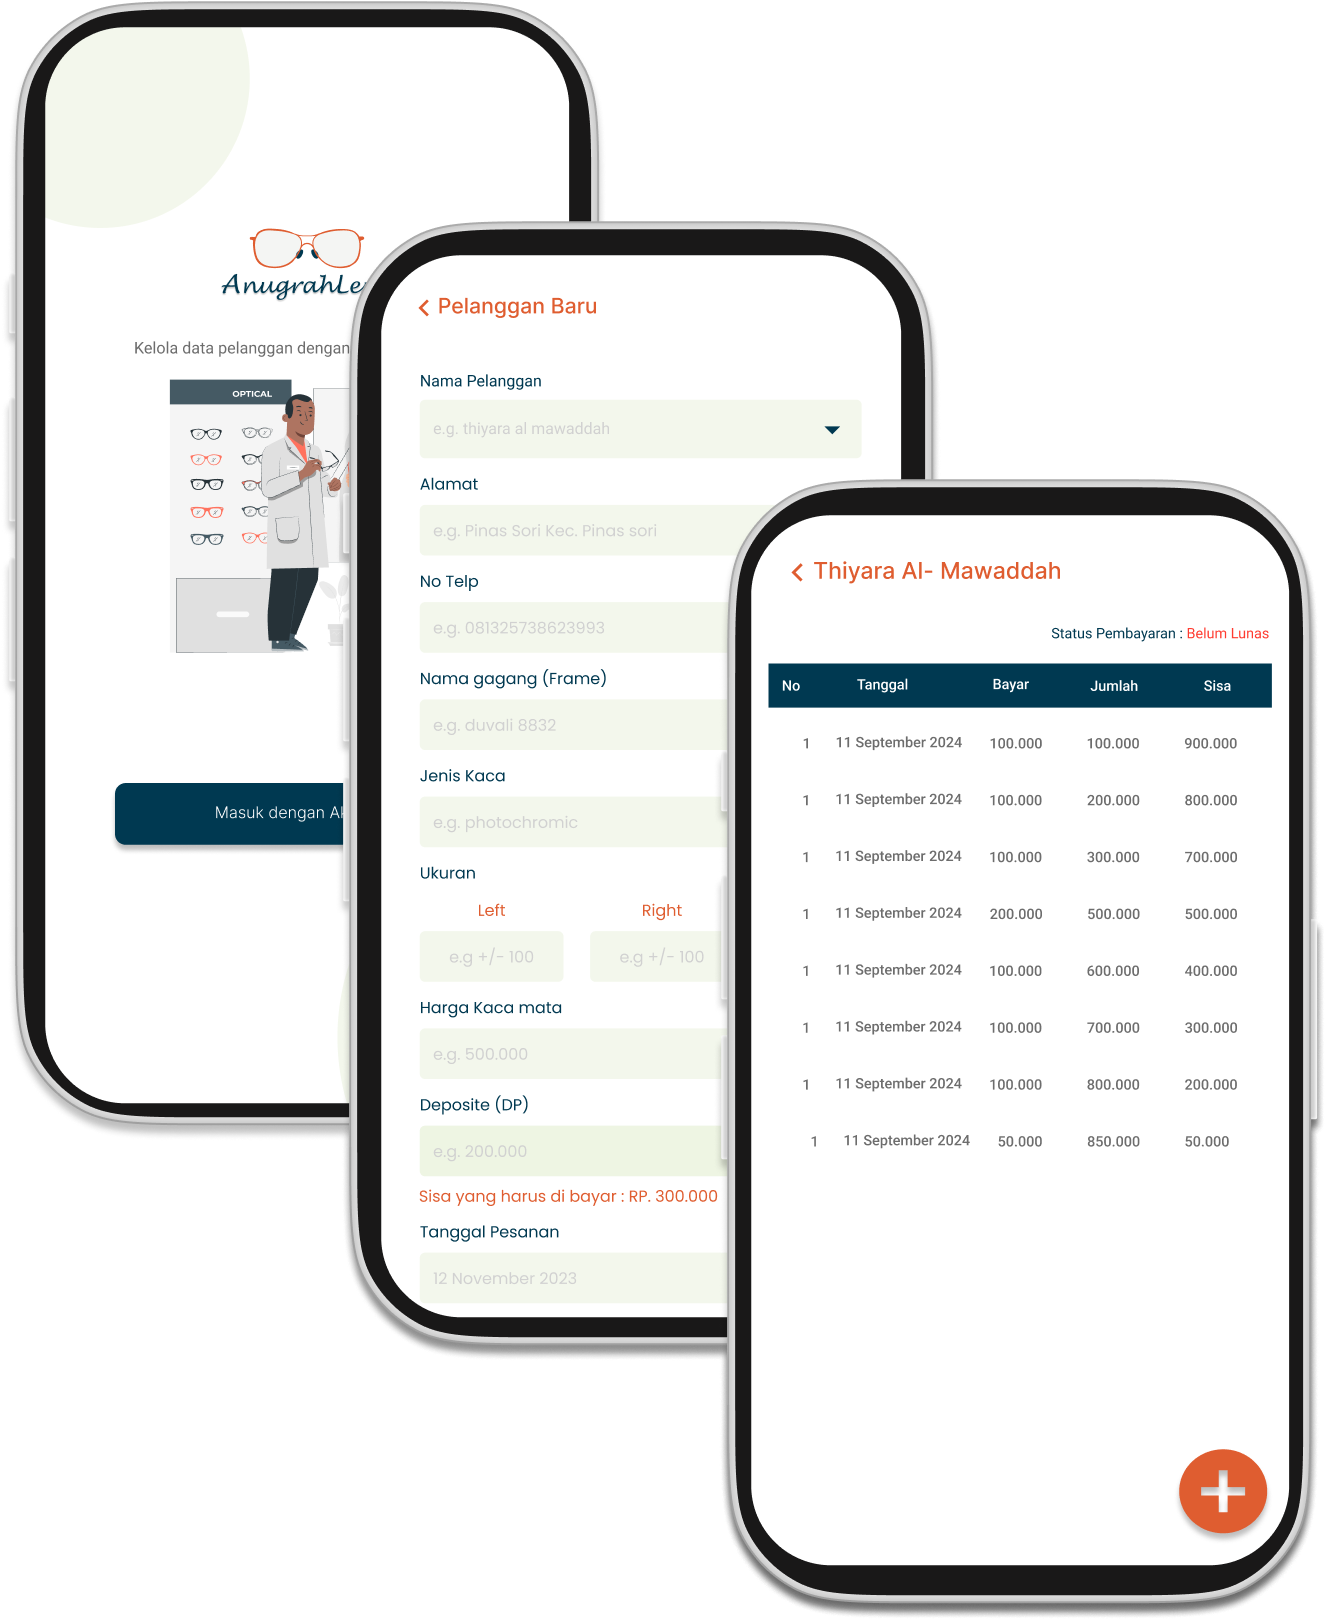 AnugrahLe
Kelola data pelanggan dengan
OPTICAL
Masuk dengan
Pelanggan Baru
Nama Pelanggan
e.g. thiyara al mawaddah
Alamat
e.g. Pinas Sori Kec. Pinas sori
No Telp
e.g. 081325738623993
Nama gagang (Frame)
e.g. duvali 8832
Jenis Kaca
e.g. photochromic
Ukuran
Left Right
e.g +/- 100 e.g +/- 100
Harga Kaca mata
e.g. 500.000
Deposite (DP)
e.g. 200.000
Sisa yang harus di bayar : RP. 300.000
Tanggal Pesanan
12 November 2023
Thiyara Al- Mawaddah
Status Pembayaran : Belum Lunas
No Tanggal Bayar Jumlah Sisa
1 11 September 2024 100.000 100.000 900.000
1 11 September 2024 100.000 200.000 800.000
1 11 September 2024 100.000 300.000 700.000
1 11 September 2024 200.000 500.000 500.000
1 11 September 2024 100.000 600.000 400.000
1 11 September 2024 100.000 700.000 300.000
1 11 September 2024 100.000 800.000 200.000
1 11 September 2024 50.000 850.000 50.000